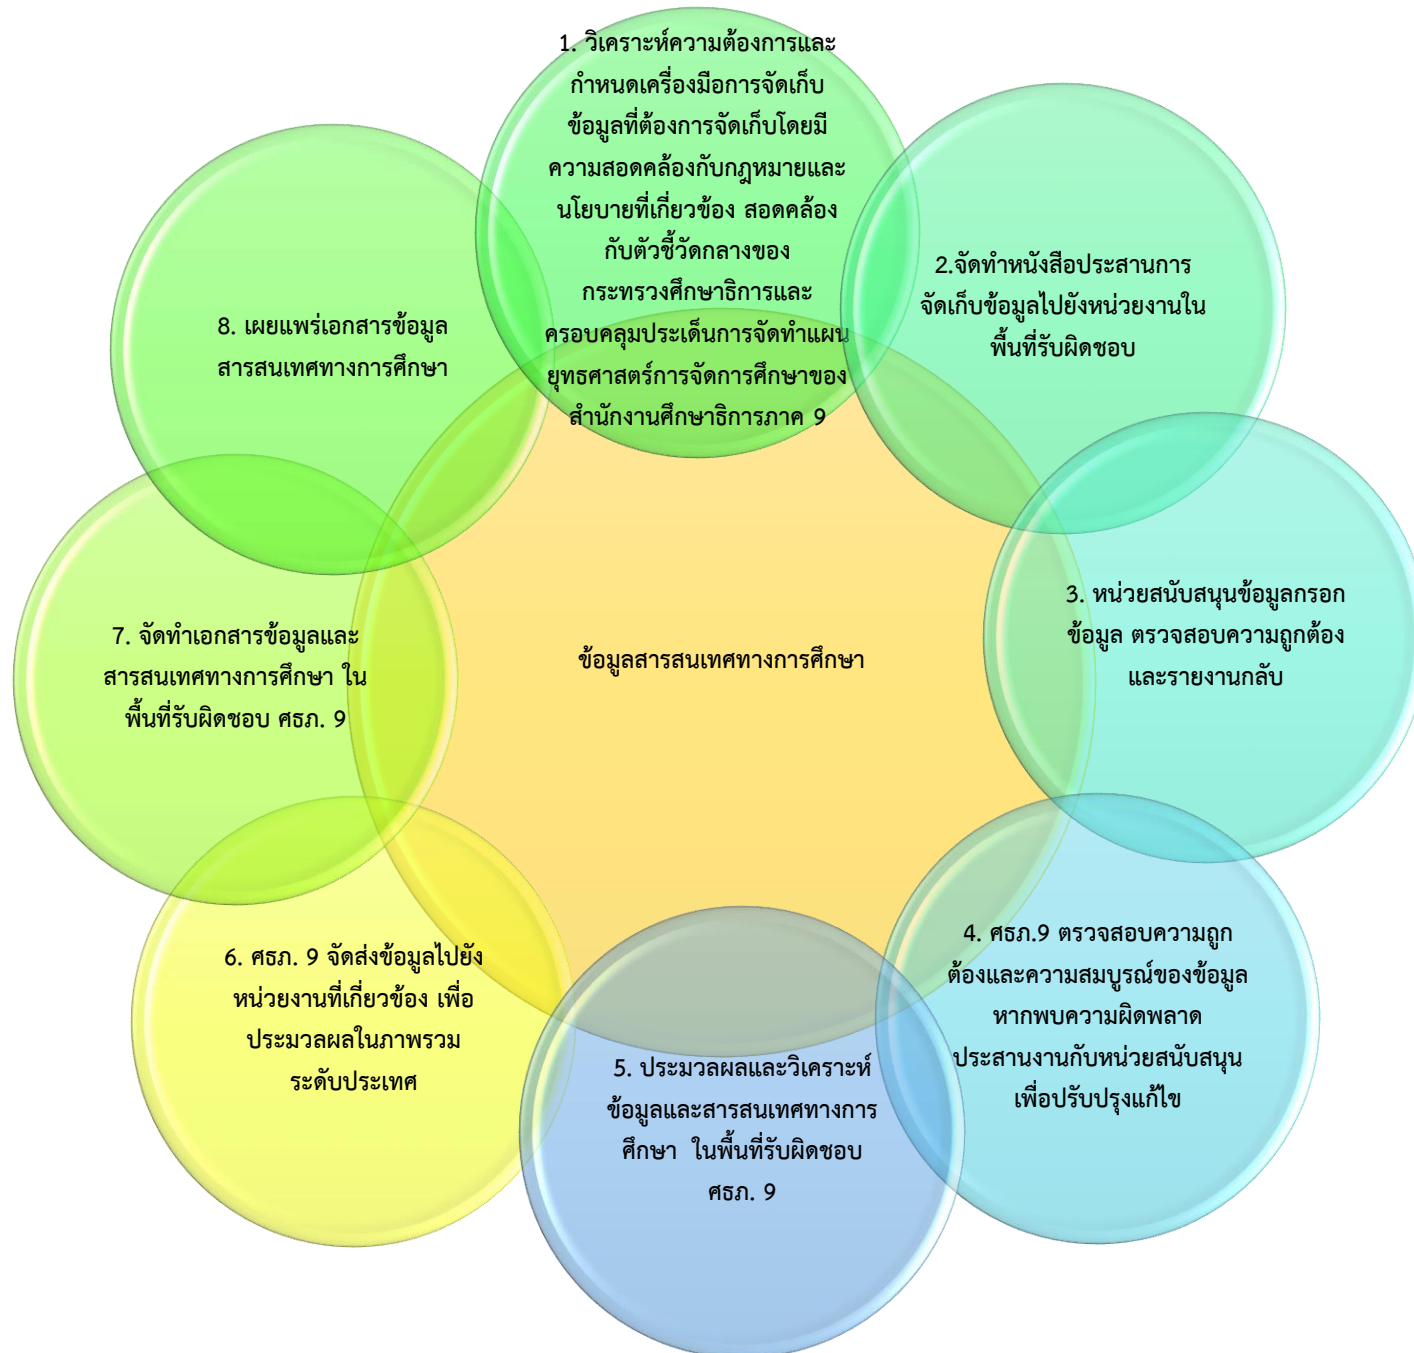 1. วิเคราะห์ความต้องการและ
กำหนดเครื่องมือการจัดเก็บ
ข้อมูลที่ต้องการจัดเก็บโดยมี
ความสอดคล้องกับกฎหมายและ
นโยบายที่เกี่ยวข้อง สอดคล้อง
กับตัวชี้วัดกลางของ
กระทรวงศึกษาธิการและ
ครอบคลุมประเด็นการจัดทำแผน
ยุทธศาสตร์การจัดการศึกษาของ
สำนักงานศึกษาธิการภาค 9
2.จัดทำหนังสือประสานการ
จัดเก็บข้อมูลไปยังหน่วยงานใน
พื้นที่รับผิดชอบ
3. หน่วยสนับสนุนข้อมูลกรอก
ข้อมูล ตรวจสอบความถูกต้อง
และรายงานกลับ
4. ศธภ.9 ตรวจสอบความถูก
ต้องและความสมบูรณ์ของข้อมูล
หากพบความผิดพลาด
ประสานงานกับหน่วยสนับสนุน
เพื่อปรับปรุงแก้ไข
5. ประมวลผลและวิเคราะห์
ข้อมูลและสารสนเทศทางการ
ศึกษา  ในพื้นที่รับผิดชอบ
ศธภ. 9
6. ศธภ. 9 จัดส่งข้อมูลไปยัง
หน่วยงานที่เกี่ยวข้อง เพื่อ
ประมวลผลในภาพรวม
ระดับประเทศ
7. จัดทำเอกสารข้อมูลและ
สารสนเทศทางการศึกษา ใน
พื้นที่รับผิดชอบ ศธภ. 9
8. เผยแพร่เอกสารข้อมูล
สารสนเทศทางการศึกษา
ข้อมูลสารสนเทศทางการศึกษา